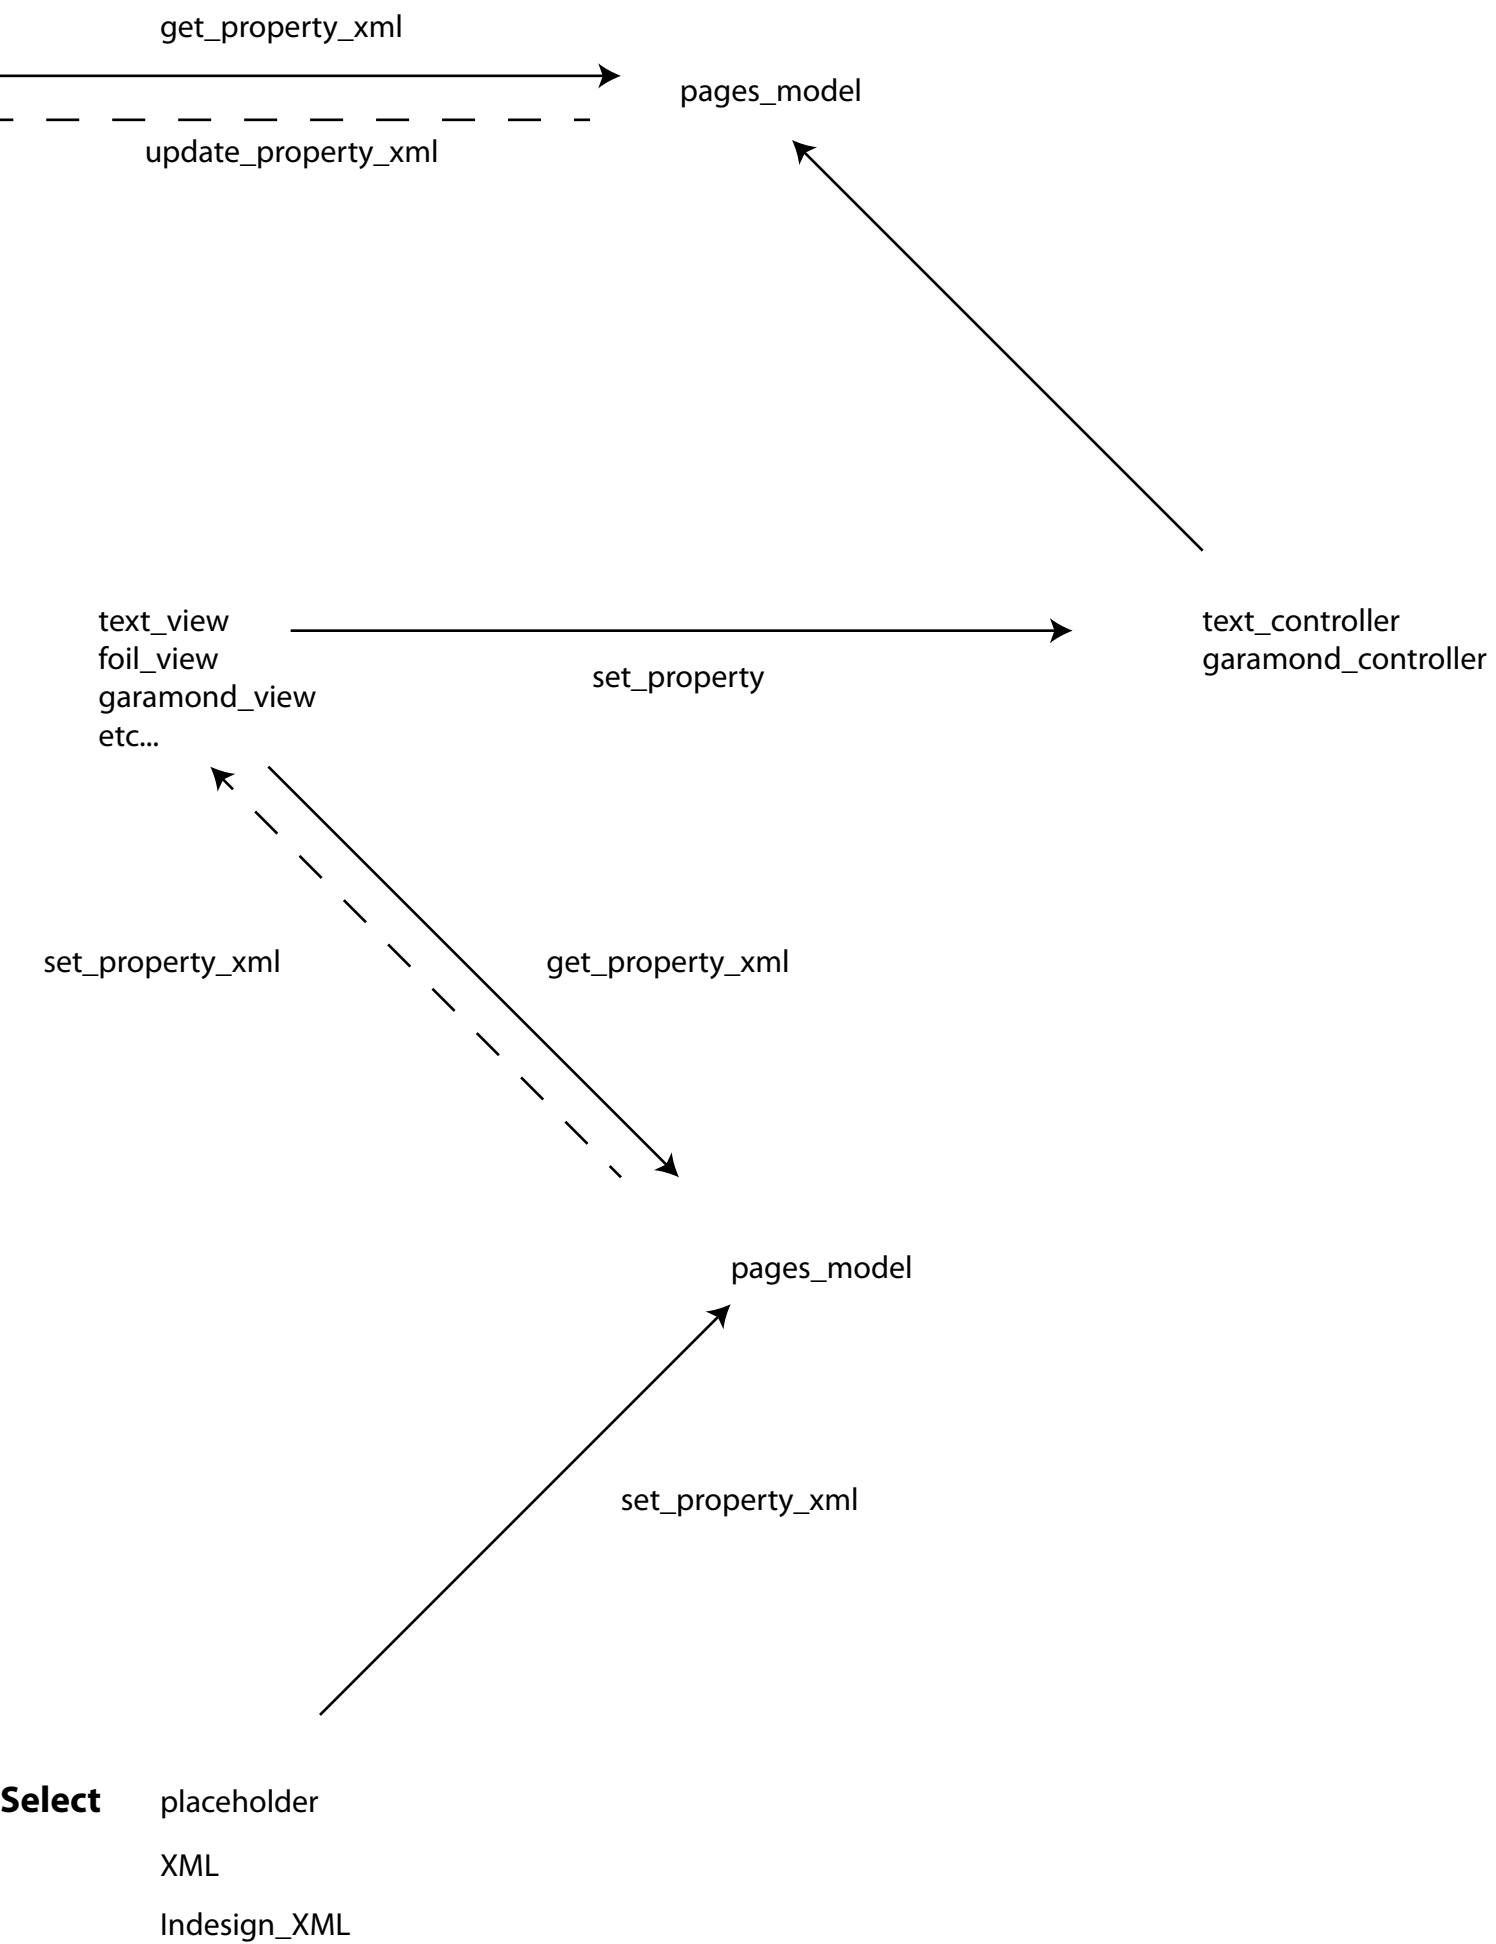 get_property_xml
pages_model
update_property_xml
text_view
foil_view
garamond_view
etc...
set_property
text_controller
garamond_controller
set_property_xml
get_property_xml
pages_model
set_property_xml
Select placeholder
XML
Indesign_XML